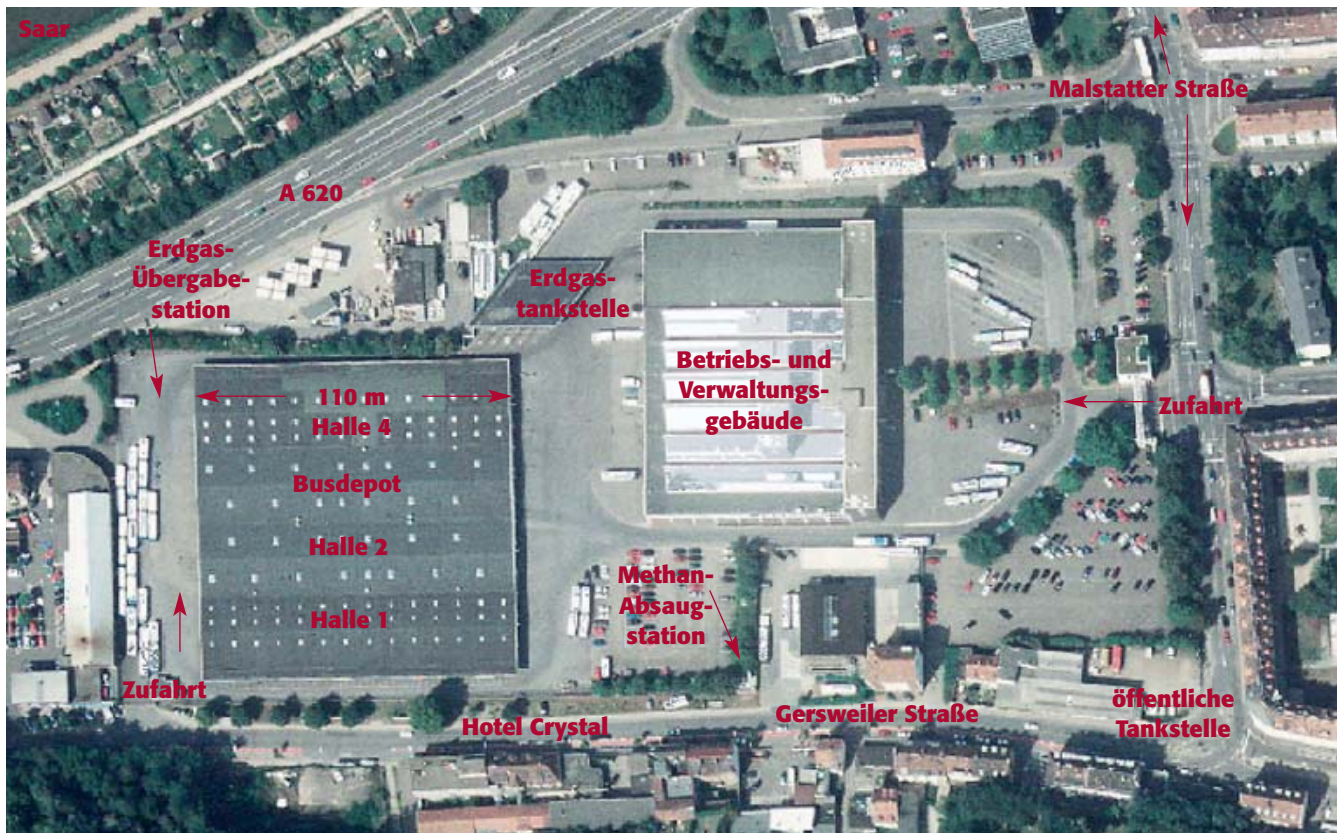 Saar
Malstatter Straße
A 620
Erdgas-
Übergabe-
station
Erdgas-
tankstelle
Betriebs- und
Verwaltungs-
gebäude
110 m
Halle 4
Zufahrt
Busdepot
Halle 2
Methan-
Absaug-
station
Halle 1
Zufahrt
Hotel Crystal
Gersweiler Straße
öffentliche
Tankstelle